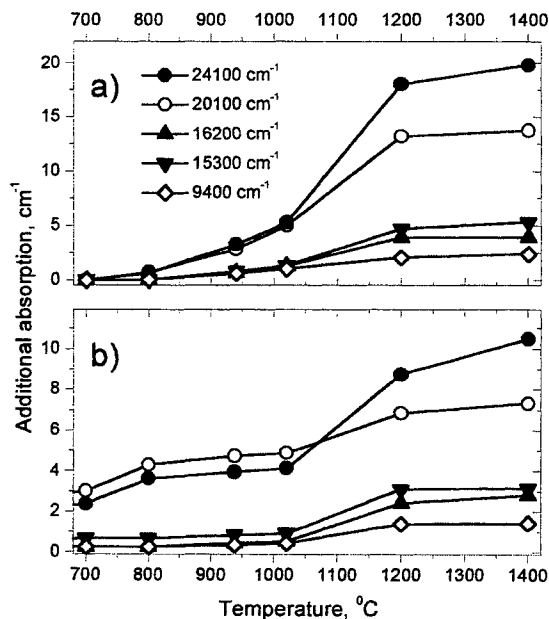 700 800 900 1000 1100 1200 1300 1400
20
15
10
5
0
a)
24100 cm⁻¹
20100 cm⁻¹
16200 cm⁻¹
15300 cm⁻¹
9400 cm⁻¹
Additional absorption, cm⁻¹
b)
10
8
6
4
2
0
700 800 900 1000 1100 1200 1300 1400
Temperature, ⁰C